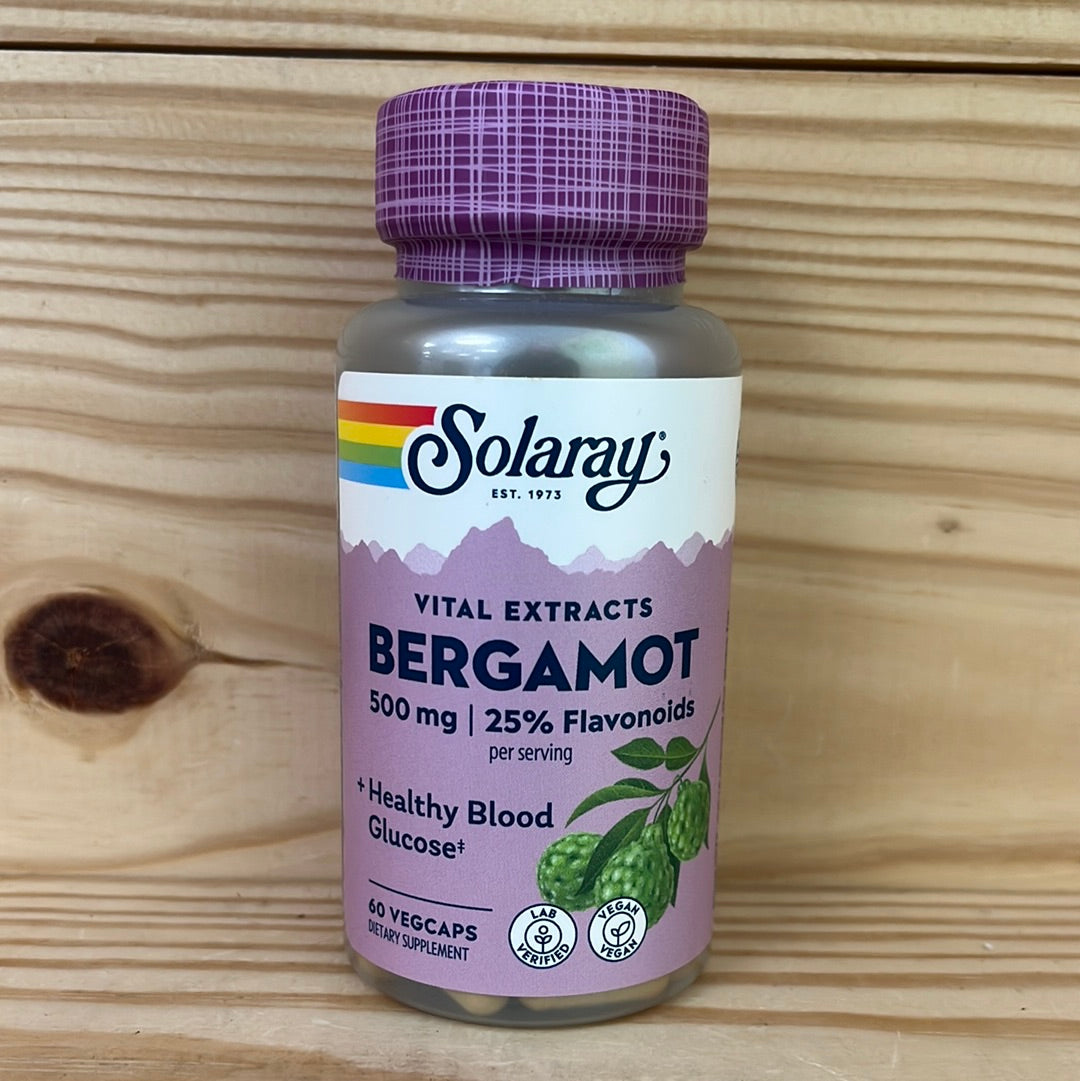 Solaray®
EST. 1973
VITAL EXTRACTS
BERGAMOT
500 mg | 25% Flavonoids
per serving
+Healthy Blood
Glucose‡
60 VEGCAPS
DIETARY SUPPLEMENT
LAB
VERIFIED
VEGAN
VEGAN